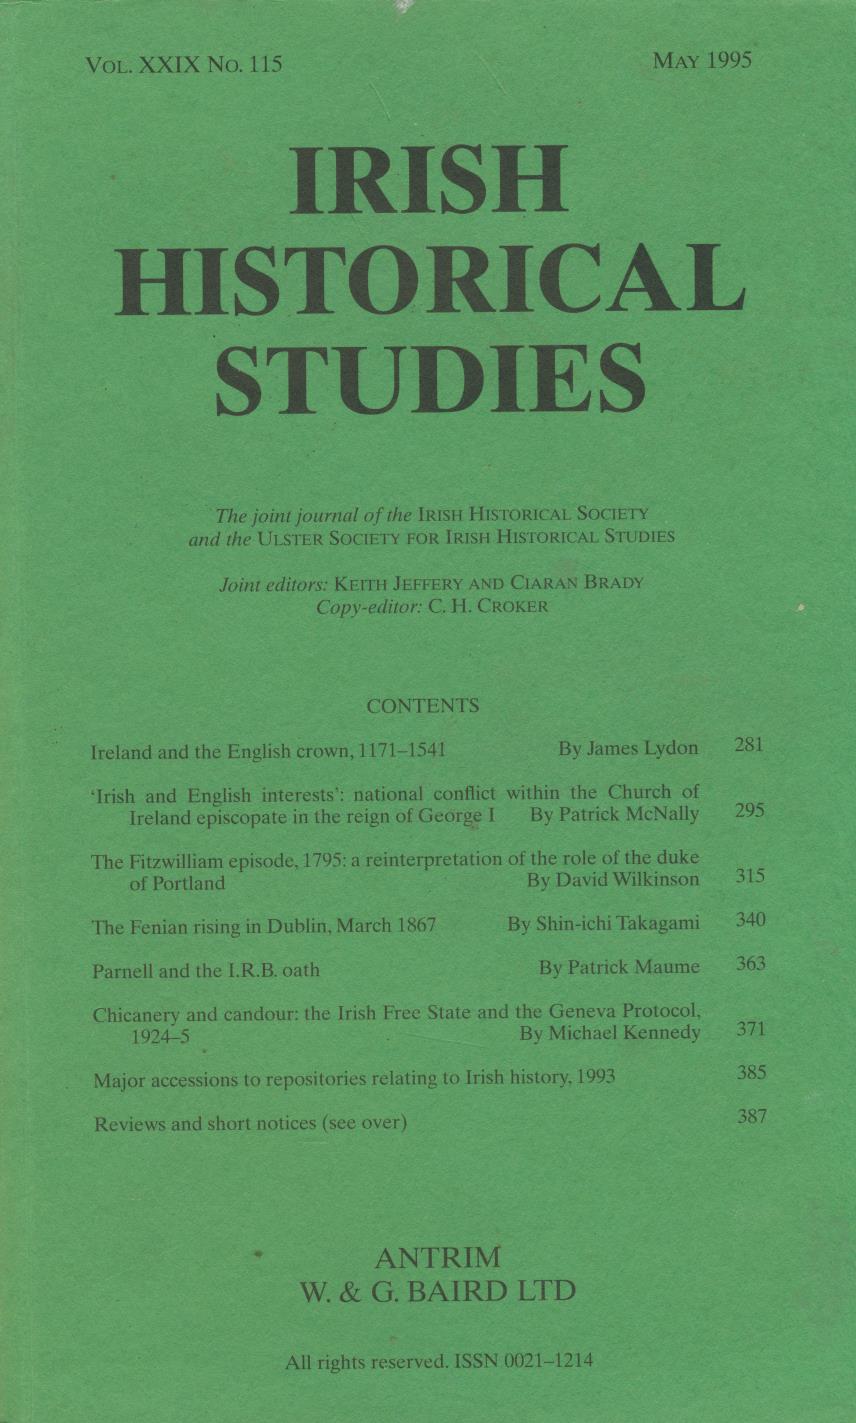 VOL. XXIX NO. 115 MAY 1995
IRISH
HISTORICAL
STUDIES
The joint journal of the IRISH HISTORICAL SOCIETY
and the ULSTER SOCIETY FOR IRISH HISTORICAL STUDIES
Joint editors: KEITH JEFFERY AND CIARAN BRADY
Copy-editor: C. H. CROKER
CONTENTS
Ireland and the English crown, 1171–1541 By James Lydon 281
‘Irish and English interests’: national conflict within the Church of
Ireland episcopate in the reign of George I By Patrick McNally 295
The Fitzwilliam episode, 1795: a reinterpretation of the role of the duke
of Portland By David Wilkinson 315
The Fenian rising in Dublin, March 1867 By Shin-ichi Takagami 340
Parnell and the I.R.B. oath By Patrick Maume 363
Chicanery and candour: the Irish Free State and the Geneva Protocol,
1924–5 By Michael Kennedy 371
Major accessions to repositories relating to Irish history, 1993 385
Reviews and short notices (see over) 387
ANTRIM
W. & G. BAIRD LTD
All rights reserved. ISSN 0021–1214